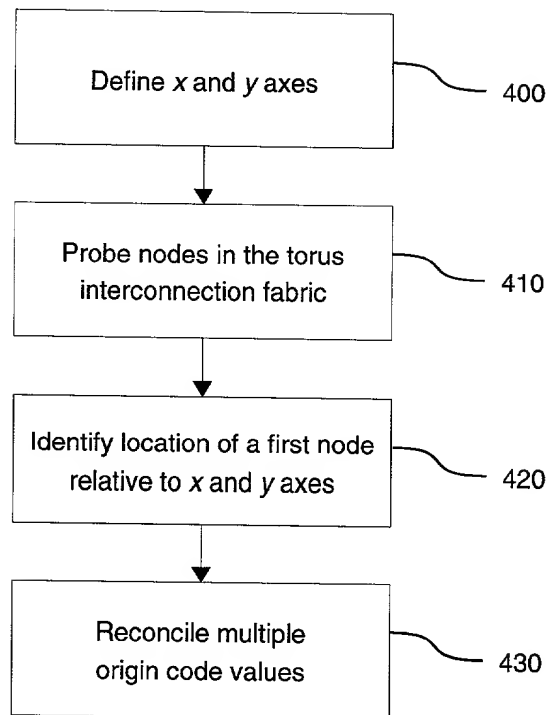 Define x and y axes
400
Probe nodes in the torus
interconnection fabric
410
Identify location of a first node
relative to x and y axes
420
Reconcile multiple
origin code values
430